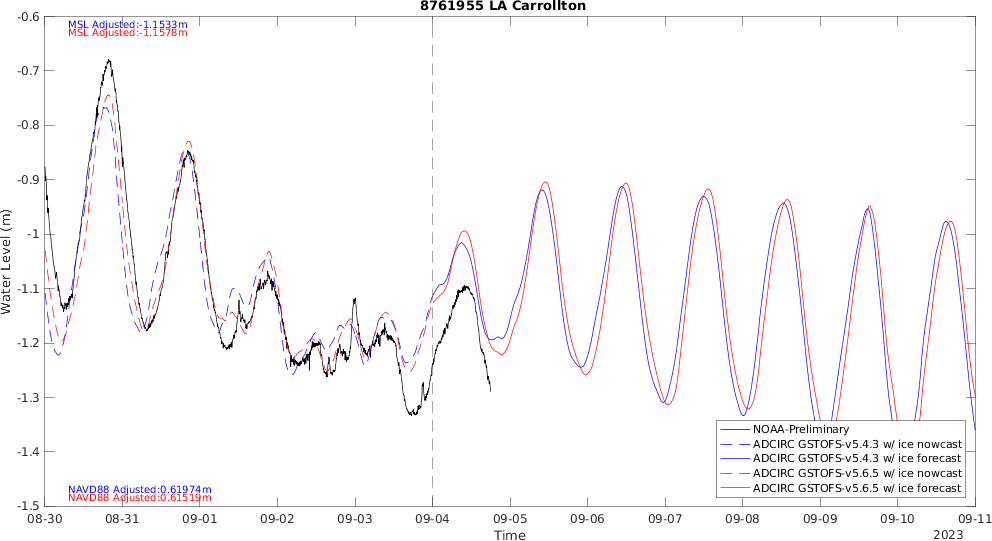 8761955 LA Carrollton
MSL Adjusted:-1.1533m
MSL Adjusted:-1.1578m
-0.6
-0.7
-0.8
-0.9
-1
-1.1
-1.2
-1.3
-1.4
-1.5
Water Level (m)
NOAA-Preliminary
ADCIRC GSTOFS-v5.4.3 w/ ice nowcast
ADCIRC GSTOFS-v5.4.3 w/ ice forecast
ADCIRC GSTOFS-v5.6.5 w/ ice nowcast
ADCIRC GSTOFS-v5.6.5 w/ ice forecast
NAVD88 Adjusted:0.61974m
NAVD88 Adjusted:0.61519m
08-30 08-31 09-01 09-02 09-03 09-04 09-05 09-06 09-07 09-08 09-09 09-10 09-11
Time
2023